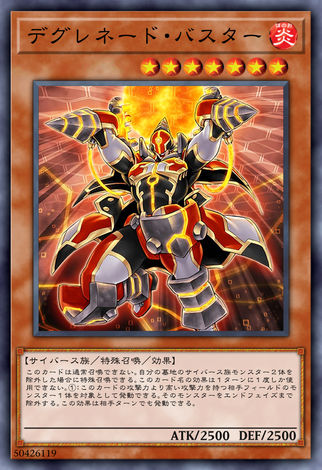 デグレネード・バスター
炎
ほのお
【サイバース族／特殊召喚／効果】
このカードは通常召喚できない。自分の墓地のサイバース族モンスター２体を
除外した場合に特殊召喚できる。このカード名の効果は１ターンに１度しか使
用できない。①：このカードの攻撃力より高い攻撃力を持つ相手フィールドのモ
ンスター１体を対象として発動できる。そのモンスターをエンドフェイズまで
除外する。この効果は相手ターンでも発動できる。
ATK/2500 DEF/2500
50426119